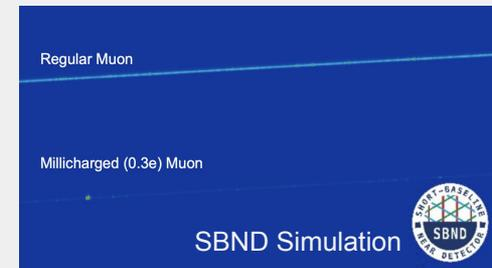 Regular Muon
Millicharged (0.3e) Muon
SBND Simulation
SHORT-BASELINE
SBND
NEAR DETECTOR